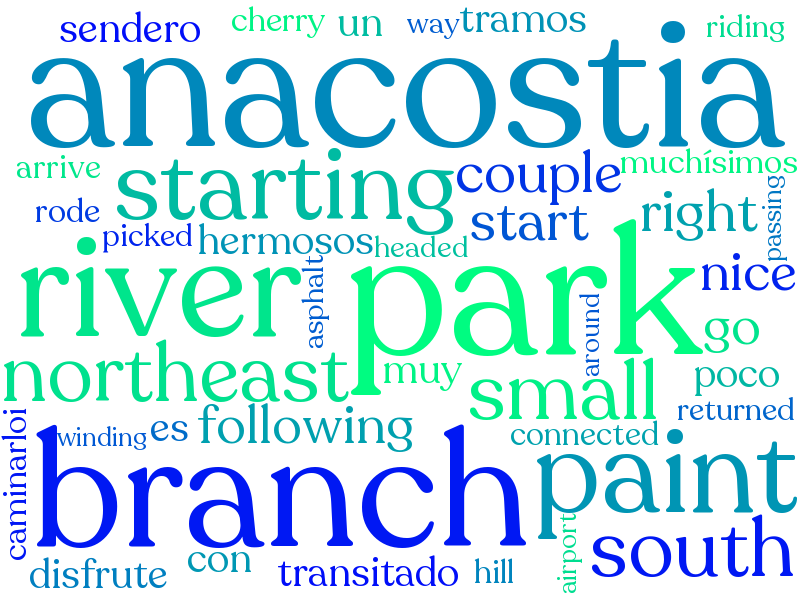 sendero
cherry
un
way
tramos
riding
anacostia
arrive
starting
couple
muchísimos
rode
picked
hermosos
headed
start
right
passing
river
asphalt
park
around
nice
go
northeast
muy
small
poco
returned
caminarloi
winding
es
following
connected
branch
paint
disfrute
con
transitado
hill
airport
south